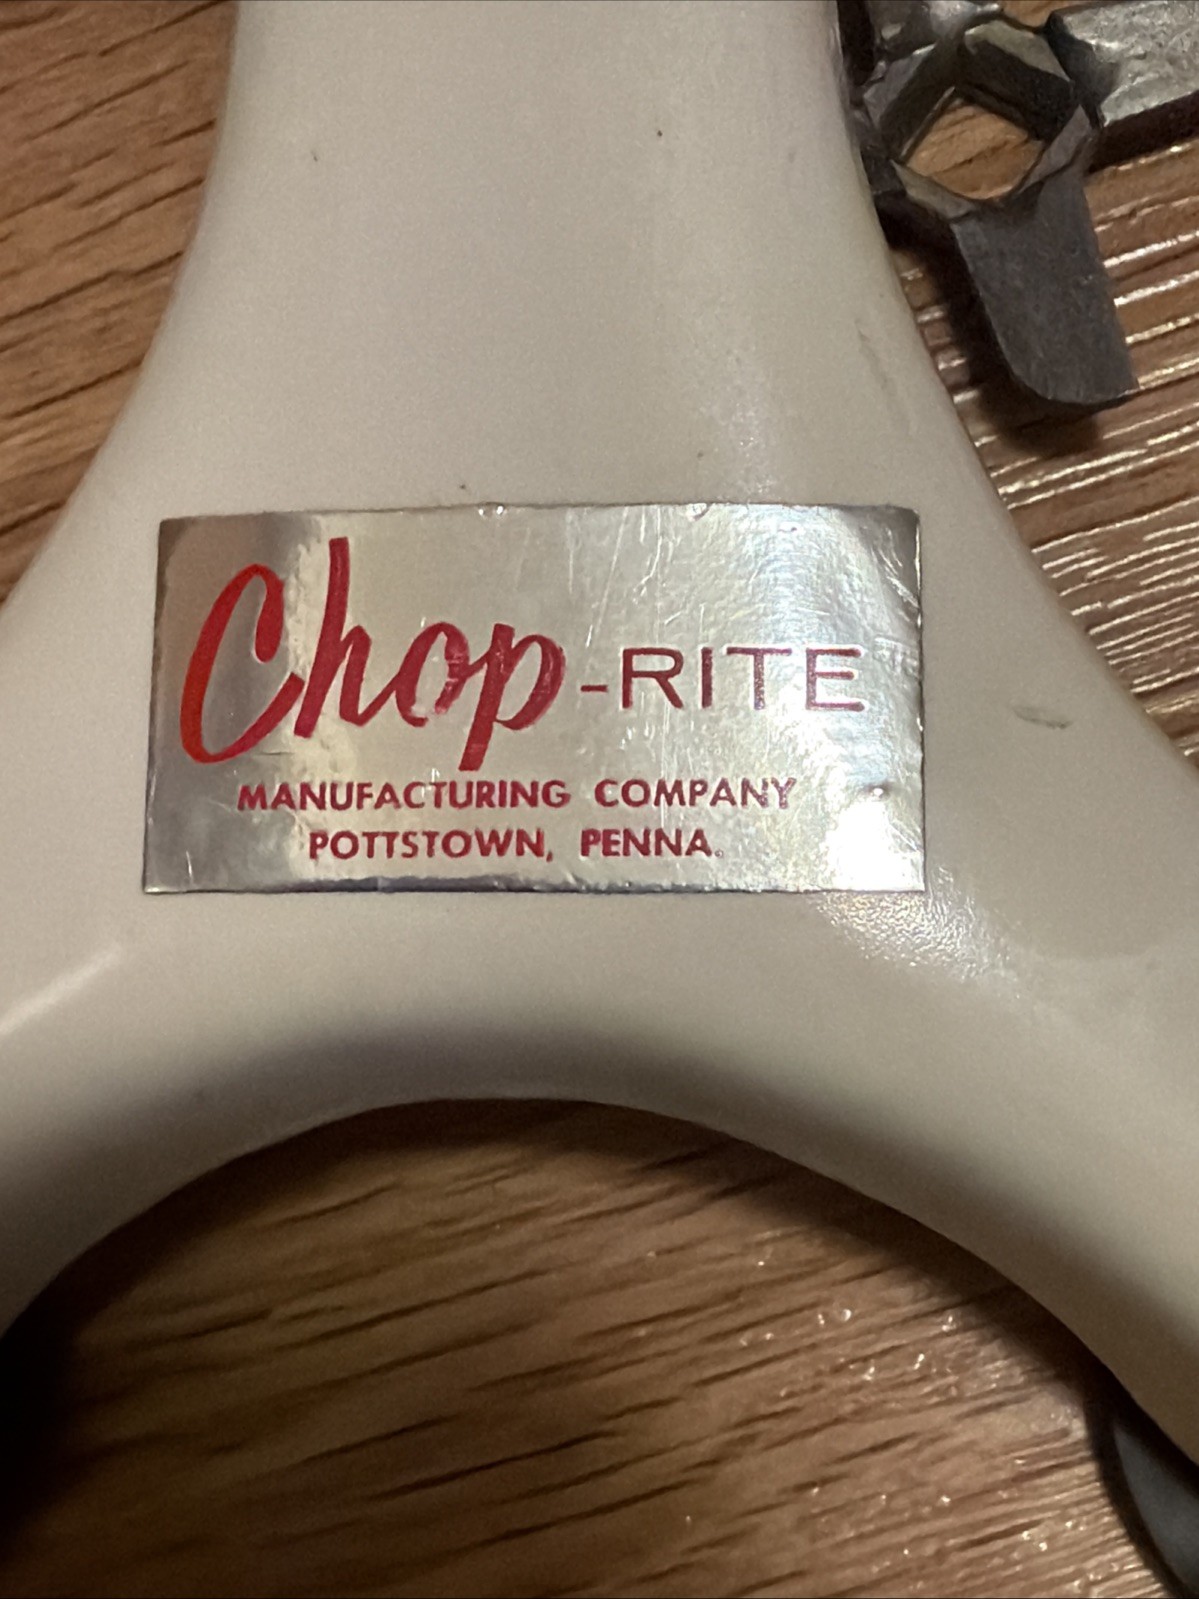 Chop-RITE
MANUFACTURING COMPANY
POTTSTOWN, PENNA.